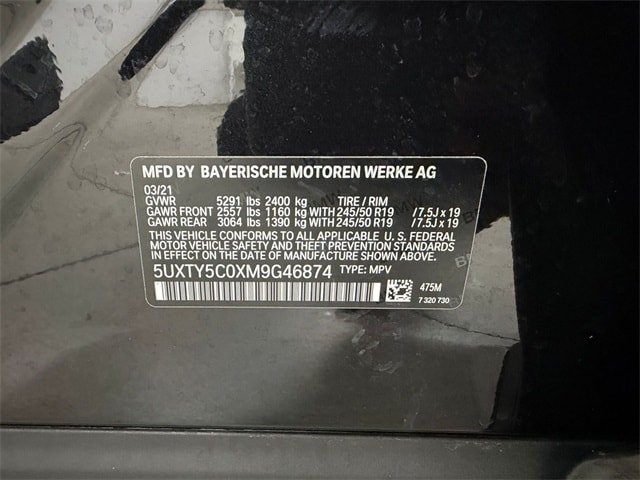 MFD BY BAYERISCHE MOTOREN WERKE AG
03/21
GVWR 5291 lbs 2400 kg TIRE / RIM
GAWR FRONT 2557 lbs 1160 kg WITH 245/50 R19 / 7.5J x 19
GAWR REAR 3064 lbs 1390 kg WITH 245/50 R19 / 7.5J x 19
THIS VEHICLE CONFORMS TO ALL APPLICABLE U. S. FEDERAL
MOTOR VEHICLE SAFETY AND THEFT PREVENTION STANDARDS
IN EFFECT ON THE DATE OF MANUFACTURE SHOWN ABOVE.
5UXTY5C0XM9G46874 TYPE: MPV
475M
7 320 730